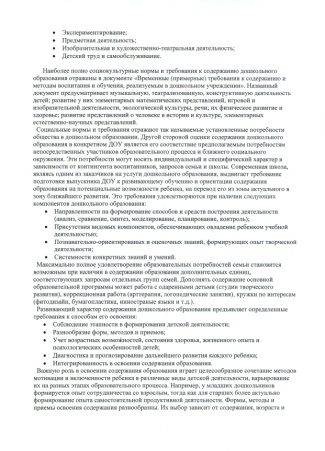 • Экспериментирование;
• Предметная деятельность;
• Изобразительная и художественно-театральная деятельность;
• Детский труд и самообслуживание.
Наиболее полно социокультурные нормы и требования к содержанию дошкольного
образования отражены в документе «Временные (примерные) требования к содержанию и
методам воспитания и обучения, реализуемым в дошкольном учреждении». Названный
документ предусматривает музыкальную, театрализованную, конструктивную деятельность
детей; развитие у них элементарных математических представлений, игровой и
изобразительной деятельности, экологической культуры, речи; их физическое развитие и
здоровье; развитие представлений о человеке в истории и культуре, элементарных
естественно-научных представлений.
Социальные нормы и требования отражают так называемые установленные потребности
общества в дошкольном образовании. Другой стороной оценки содержания дошкольного
образования в конкретном ДОУ является его соответствие предполагаемым потребностям
непосредственных участников образовательного процесса и ближнего социального
окружения. Эти потребности могут носить индивидуальный и специфический характер в
зависимости от контингента воспитанников, запросов семьи и школы. Современная школа,
являясь одним из заказчиков на услуги дошкольного образования, выдвигает требование
подготовки выпускнику ДОУ к развивающему обучению и ориентации содержания
образования на потенциальные возможности ребенка, на перевод его из зоны актуального в
зону ближайшего развития. Это требования удовлетворяются при наличии следующих
компонентов дошкольного образования:
• Направленности на формирование способов и средств построения деятельности
(анализ, сравнение, синтез, моделирование, планирование, контроль);
• Присутствии видовых компонентов, обеспечивающих овладение ребенком учебной
деятельностью;
• Познавательно-ориентированных и оценочных знаний, формирующих опыт творческой
деятельности;
• Системности конкретных знаний и умений.
Максимально полное удовлетворение образовательных потребностей семьи становится
возможным при наличии в содержании образования дополнительных единиц,
соответствующих запросам отдельных групп семей. Дополнять содержание основной
образовательной программы может работа с одаренными детьми (студии творческого
развития), коррекционная работа (арттерапия, логопедические занятия), кружки по интересам
(фитодизайн, бумагопластика, иностранные языки и т.д.).
Развивающий характер содержания дошкольного образования предъявляет определенные
требования к способам его освоения:
• Соблюдение этапности в формировании детской деятельности;
• Разнообразие форм, методов и приемов;
• Учет возрастных возможностей, состояния здоровья, жизненного опыта и
психологических особенностей детей;
• Диагностика и прогнозирование дальнейшего развития каждого ребенка;
• Интегрированность в освоении содержания образования.
Важную роль в освоении содержания образования играет целесообразное сочетание методов
мотивации и включенности ребенка в различные виды детской деятельности, варьирование
их на разных этапах образовательного процесса. Например, у младших дошкольников
формируется опыт сотрудничества со взрослым, тогда как для старших более актуально
формирование опыта самостоятельной продуктивной деятельности. Формы, методы и
приемы освоения содержания разнообразны. Их выбор зависит от содержания, возраста и